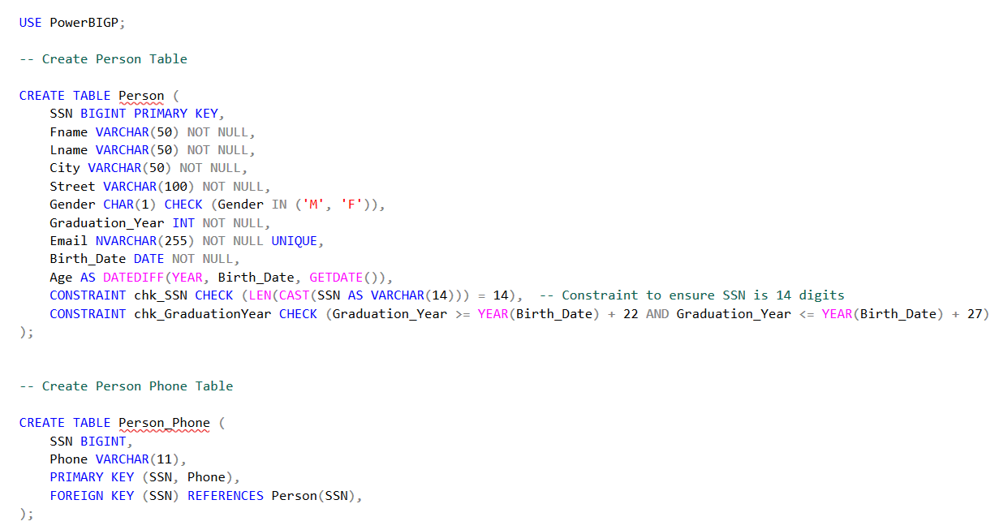 USE PowerBIGP;
-- Create Person Table
CREATE TABLE Person (
SSN BIGINT PRIMARY KEY,
Fname VARCHAR(50) NOT NULL,
Lname VARCHAR(50) NOT NULL,
City VARCHAR(50) NOT NULL,
Street VARCHAR(100) NOT NULL,
Gender CHAR(1) CHECK (Gender IN ('M', 'F')),
Graduation_Year INT NOT NULL,
Email NVARCHAR(255) NOT NULL UNIQUE,
Birth_Date DATE NOT NULL,
Age AS DATEDIFF(YEAR, Birth_Date, GETDATE()),
CONSTRAINT chk_SSN CHECK (LEN(CAST(SSN AS VARCHAR(14))) = 14),  -- Constraint to ensure SSN is 14 digits
CONSTRAINT chk_GraduationYear CHECK (Graduation_Year >= YEAR(Birth_Date) + 22 AND Graduation_Year <= YEAR(Birth_Date) + 27)
);
-- Create Person Phone Table
CREATE TABLE Person_Phone (
SSN BIGINT,
Phone VARCHAR(11),
PRIMARY KEY (SSN, Phone),
FOREIGN KEY (SSN) REFERENCES Person(SSN),
);